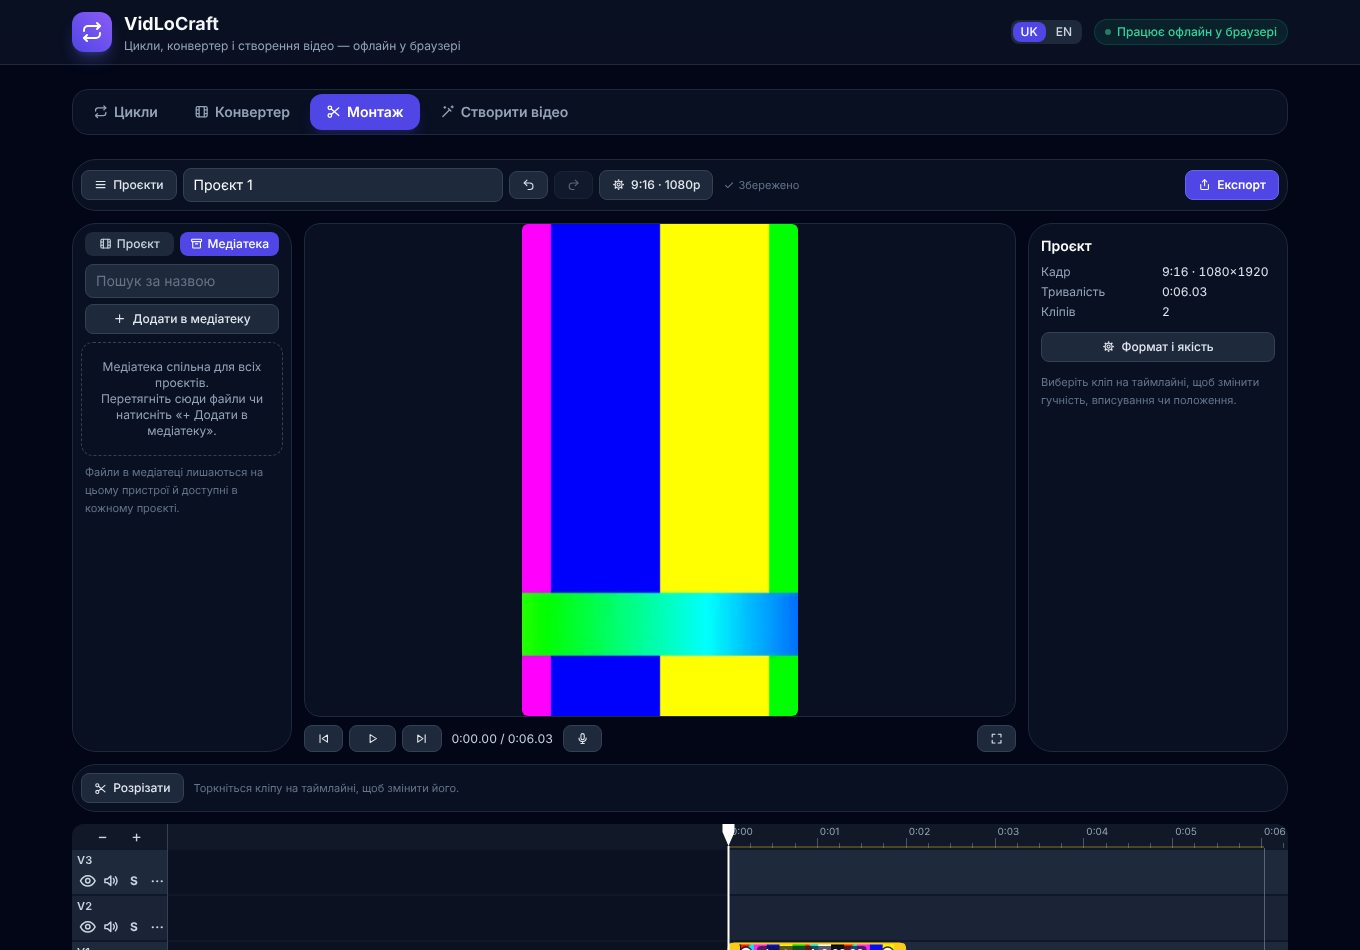 VidLoCraft
Цикли, конвертер і створення відео — офлайн у браузері
UK EN
Працює офлайн у браузері
Цикли
Конвертер
Монтаж
Створити відео
Проєкти
Проєкт 1
9:16 · 1080p
Збережено
Експорт
Проєкт
Медіатека
Пошук за назвою
+ Додати в медіатеку
Медіатека спільна для всіх
проєктів.
Перетягніть сюди файли чи
натисніть «+ Додати в
медіатеку».
Файли в медіатеці лишаються на
цьому пристрої й доступні в
кожному проєкті.
0:00.00 / 0:06.03
Проєкт
Кадр 9:16 · 1080×1920
Тривалість 0:06.03
Кліпів 2
Формат і якість
Виберіть кліп на таймлайні, щоб змінити
гучність, вписування чи положення.
Розрізати
Торкніться кліпу на таймлайні, щоб змінити його.
− +
0:00 0:01 0:02 0:03 0:04 0:05 0:06
V3
S ...
V2
S ...